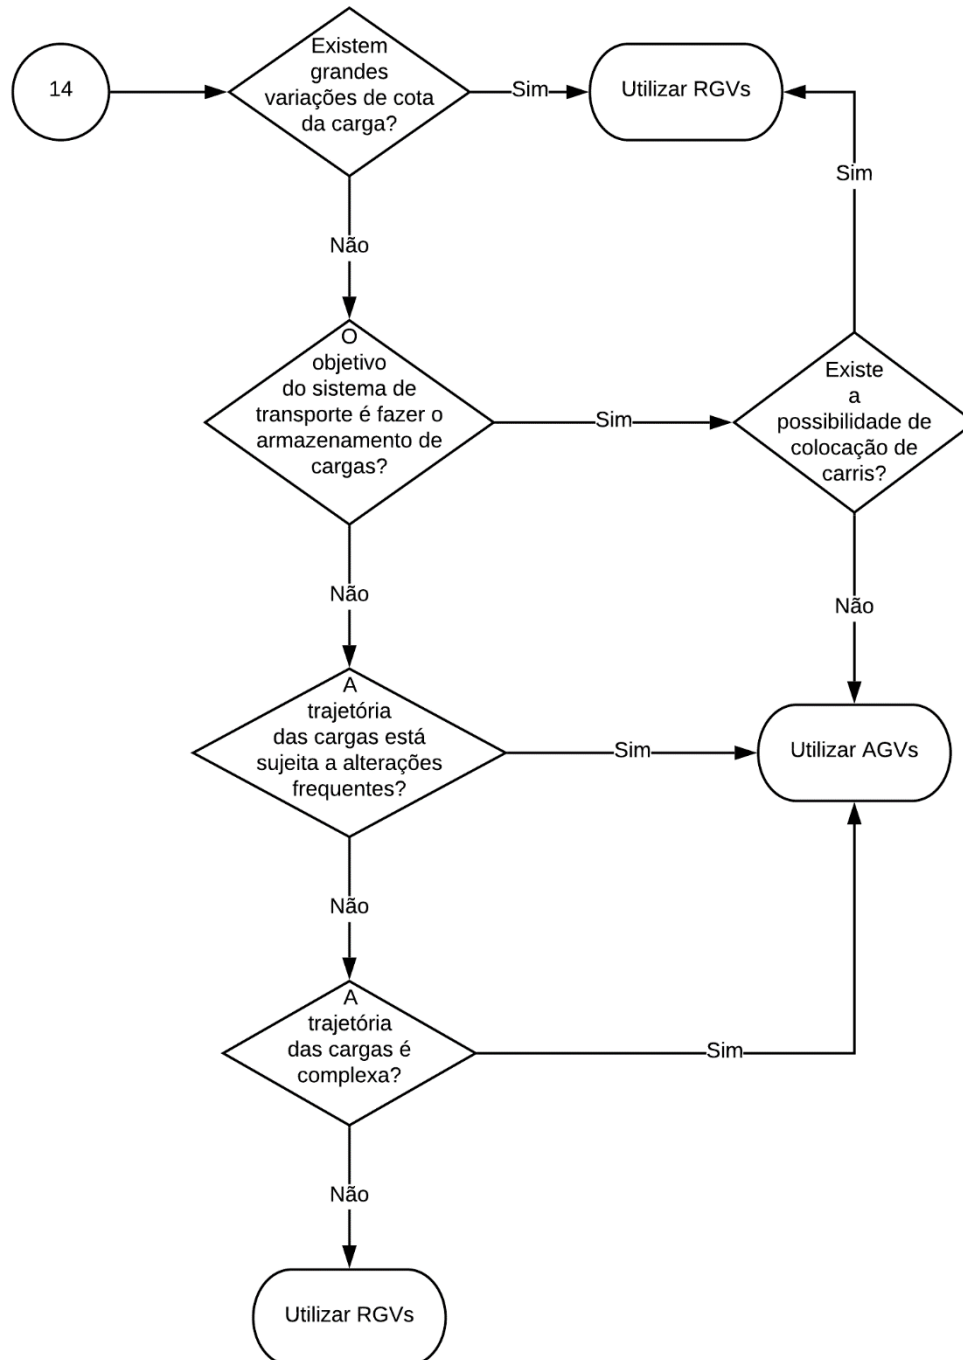 14
Existem
grandes
variações de cota
da carga?
Sim
Utilizar RGVs
Sim
Não
O
objetivo
do sistema de
transporte é fazer o
armazenamento de
cargas?
Sim
Existe
a
possibilidade de
colocação de
carris?
Não
Não
A
trajetória
das cargas está
sujeita a alterações
frequentes?
Sim
Utilizar AGVs
Não
A
trajetória
das cargas é
complexa?
Sim
Não
Utilizar RGVs